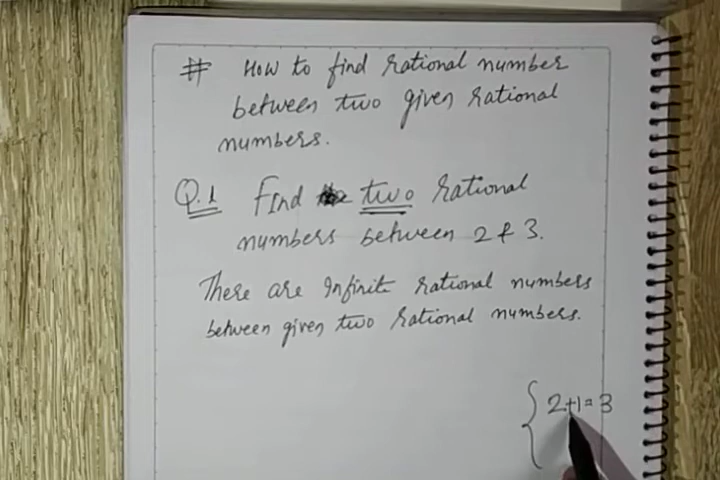 # How to find rational number
between two given rational
numbers.
Q.1 Find two rational
numbers between 2 & 3.
There are Infinite rational numbers
between given two rational numbers.
{ 2+1=3